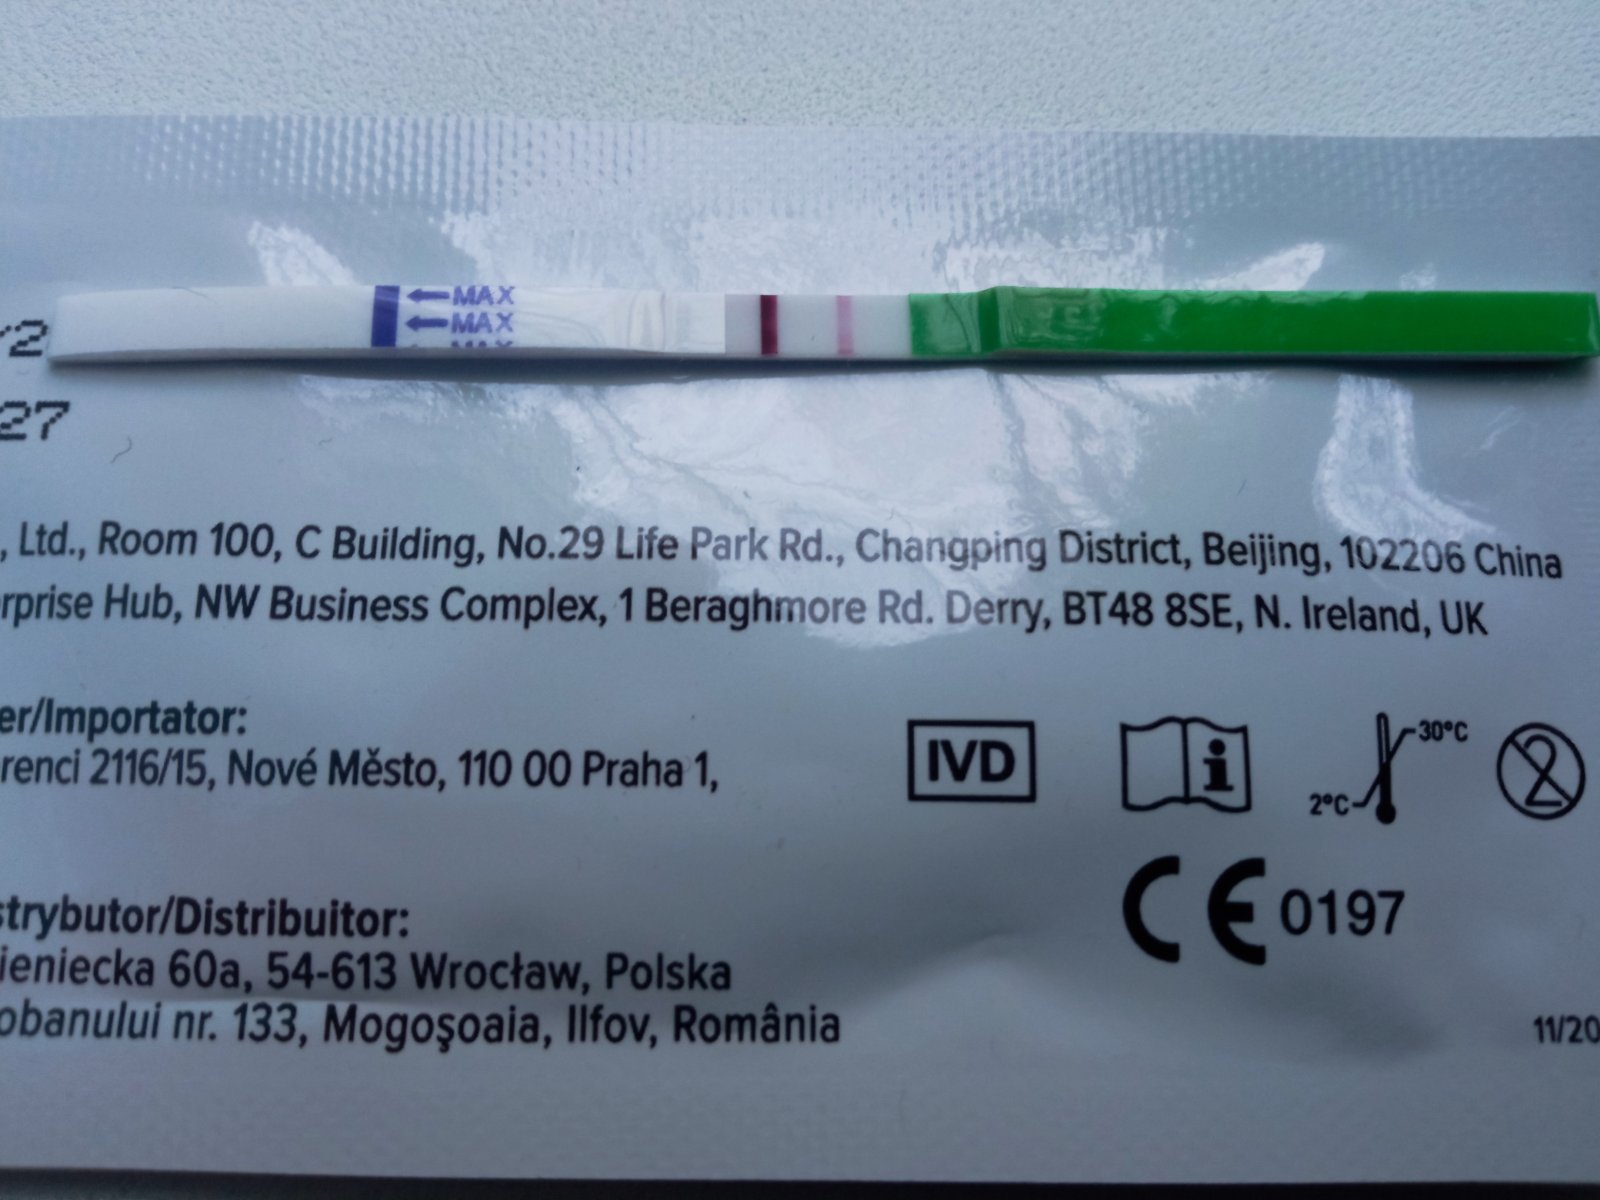 MAX
MAX
27
, Ltd., Room 100, C Building, No.29 Life Park Rd., Changping District, Beijing, 102206 China
erprise Hub, NW Business Complex, 1 Beraghmore Rd. Derry, BT48 8SE, N. Ireland, UK
er/Importator:
renci 2116/15, Nové Město, 110 00 Praha 1,
IVD
30°C
2°C
2
CE 0197
strybutor/Distribuitor:
ieniecka 60a, 54-613 Wrocław, Polska
obanului nr. 133, Mogoşoaia, Ilfov, România
11/20